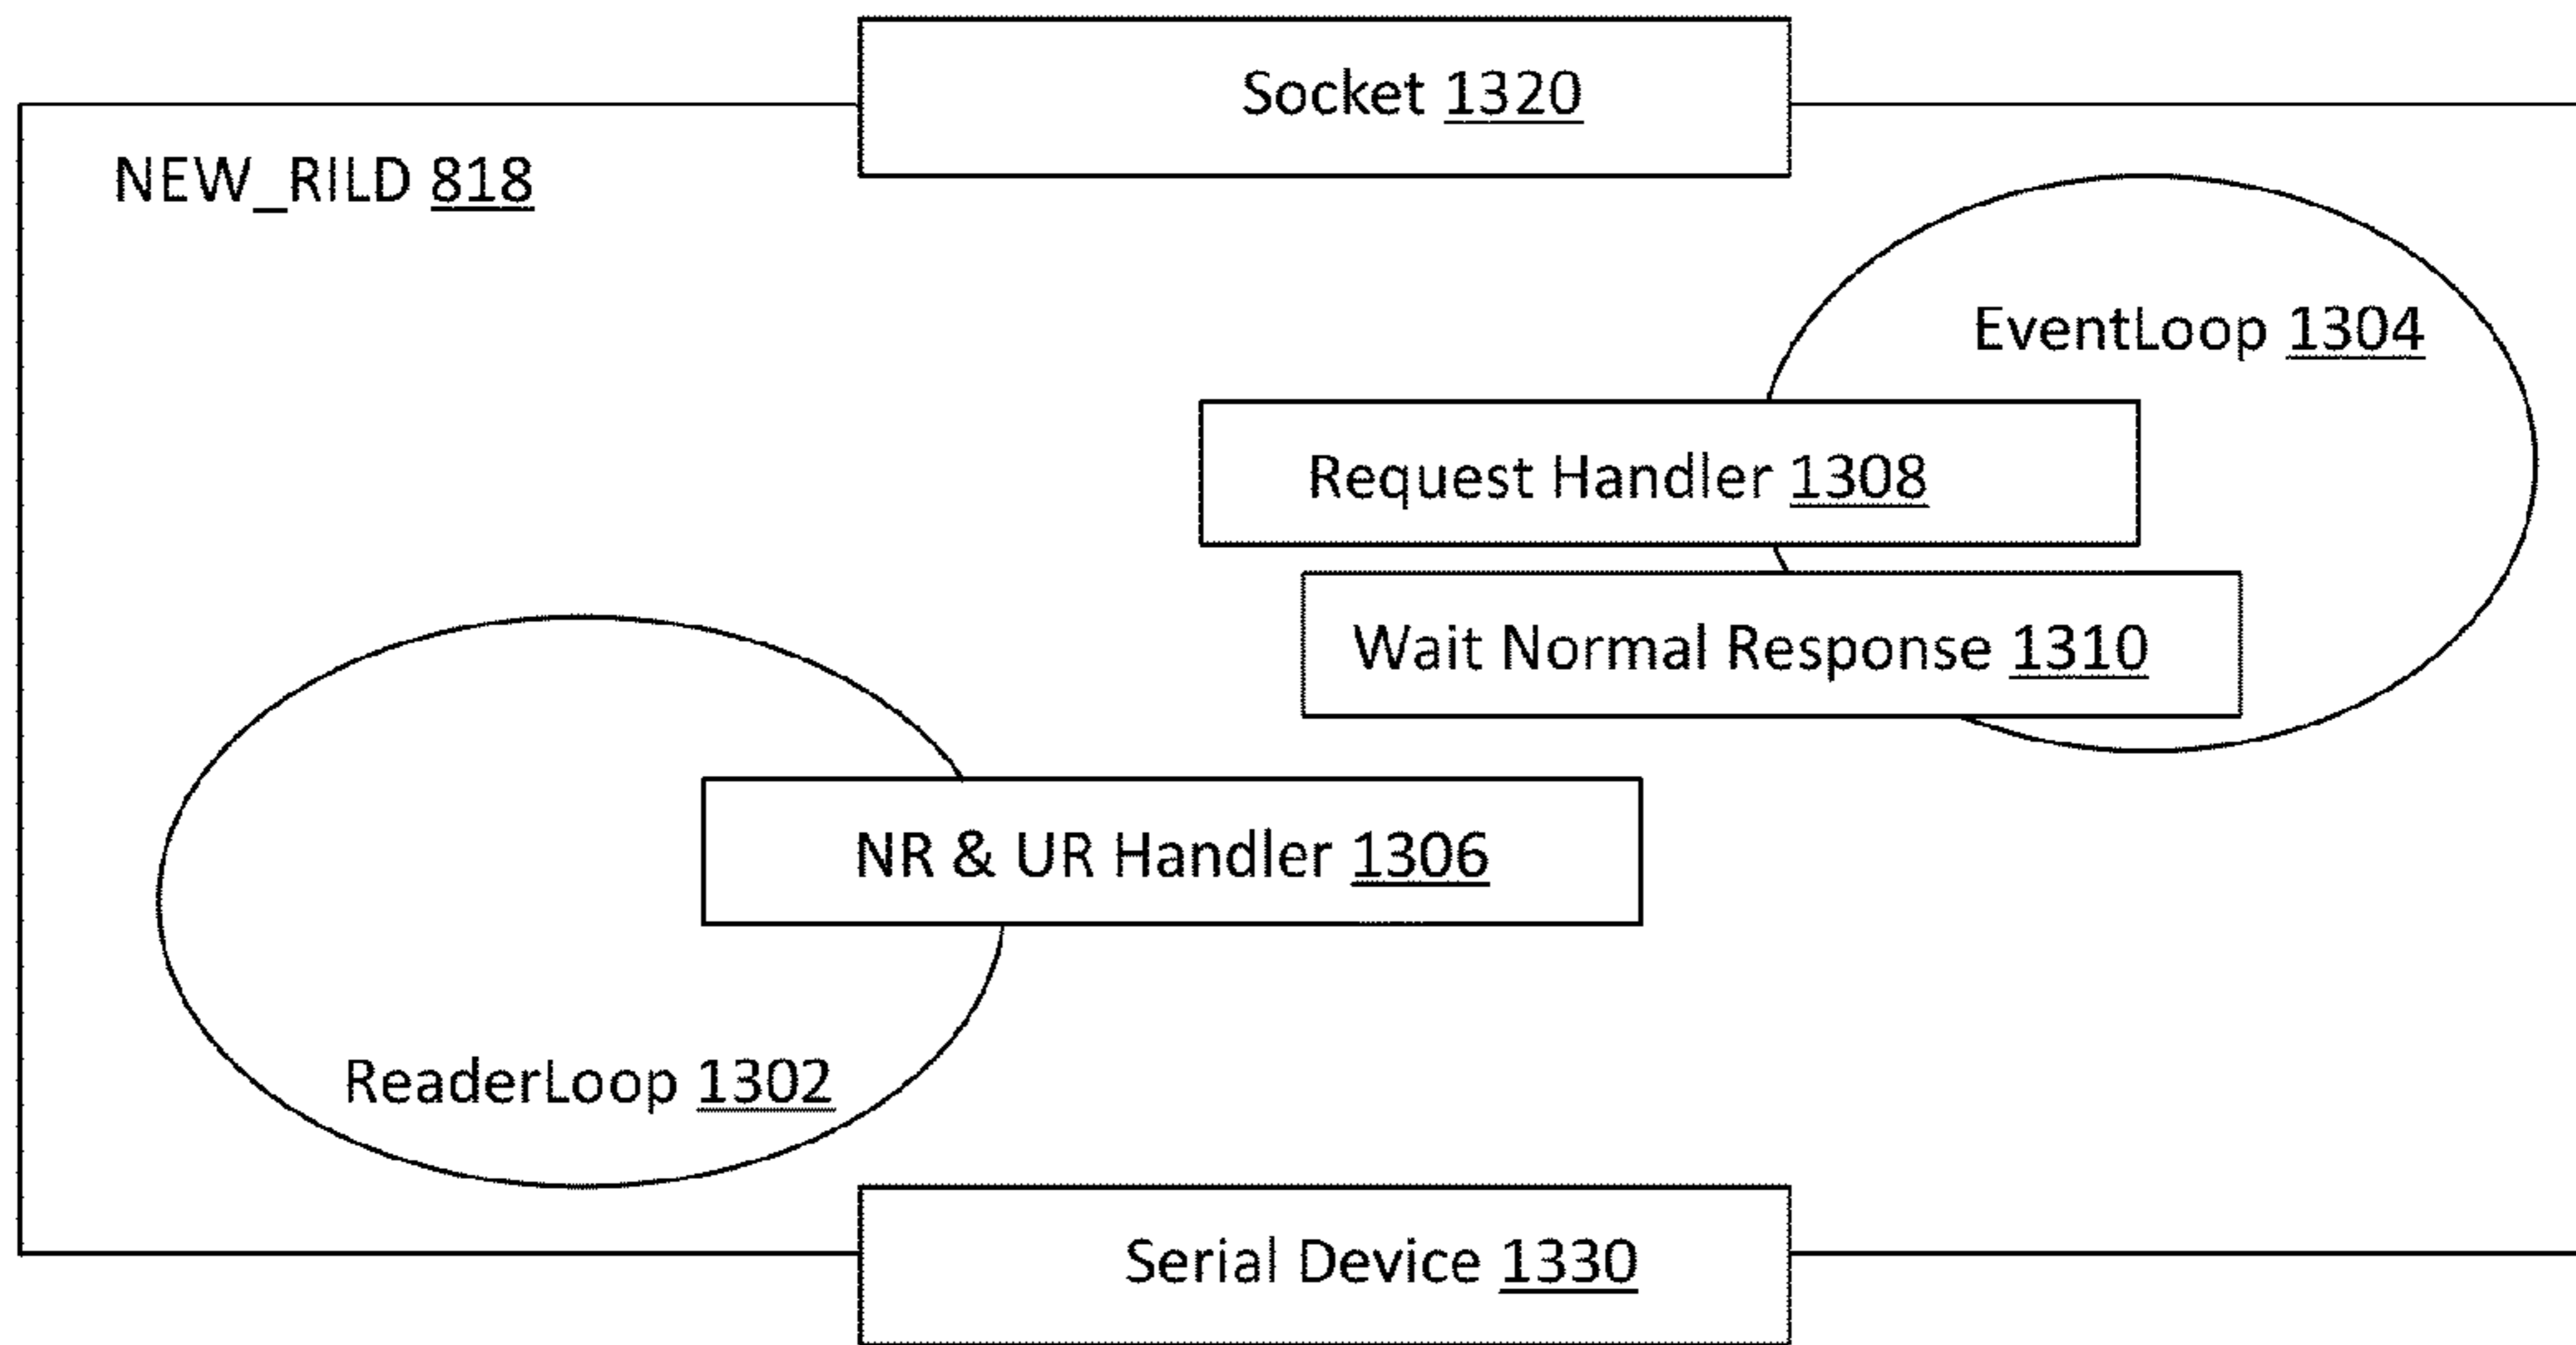 Socket 1320
NEW_RILD 818
EventLoop 1304
Request Handler 1308
Wait Normal Response 1310
NR & UR Handler 1306
ReaderLoop 1302
Serial Device 1330